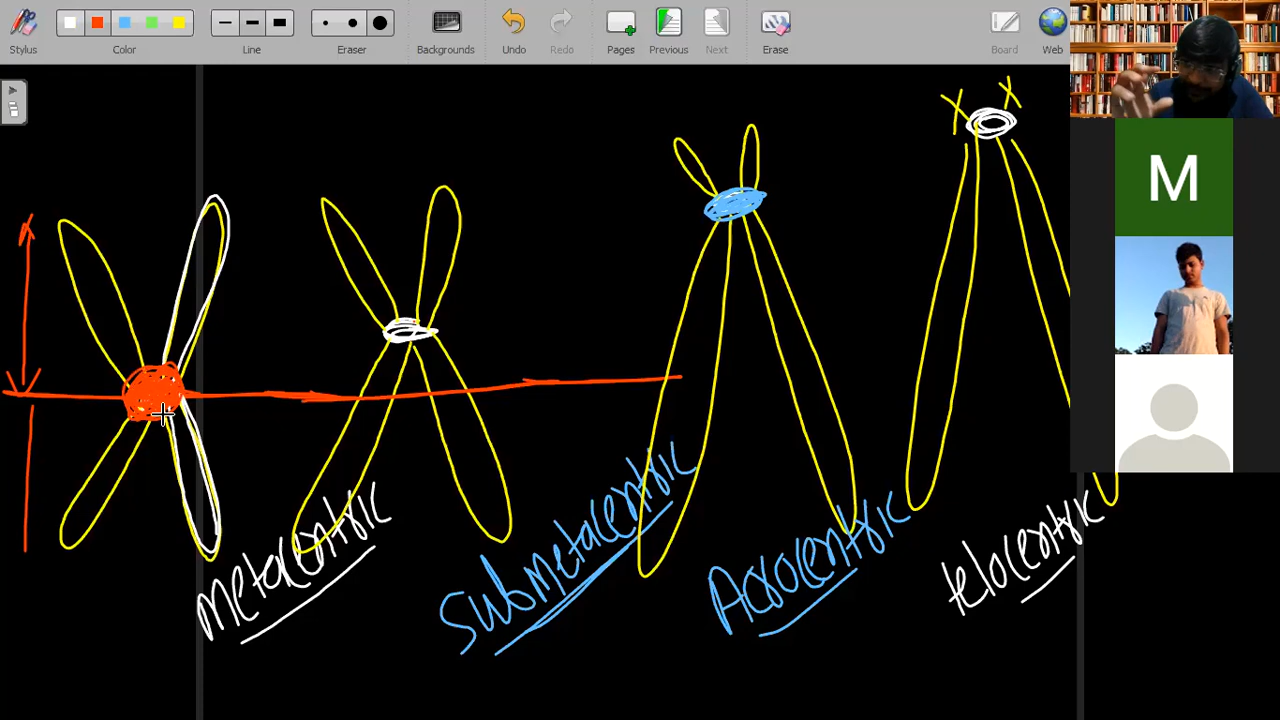 Stylus
Color
Line
Eraser
Backgrounds
Undo
Redo
Pages
Previous
Next
Erase
Board
Web
X X
M
metacentric
Submetacentric
Acrocentric
telocentric